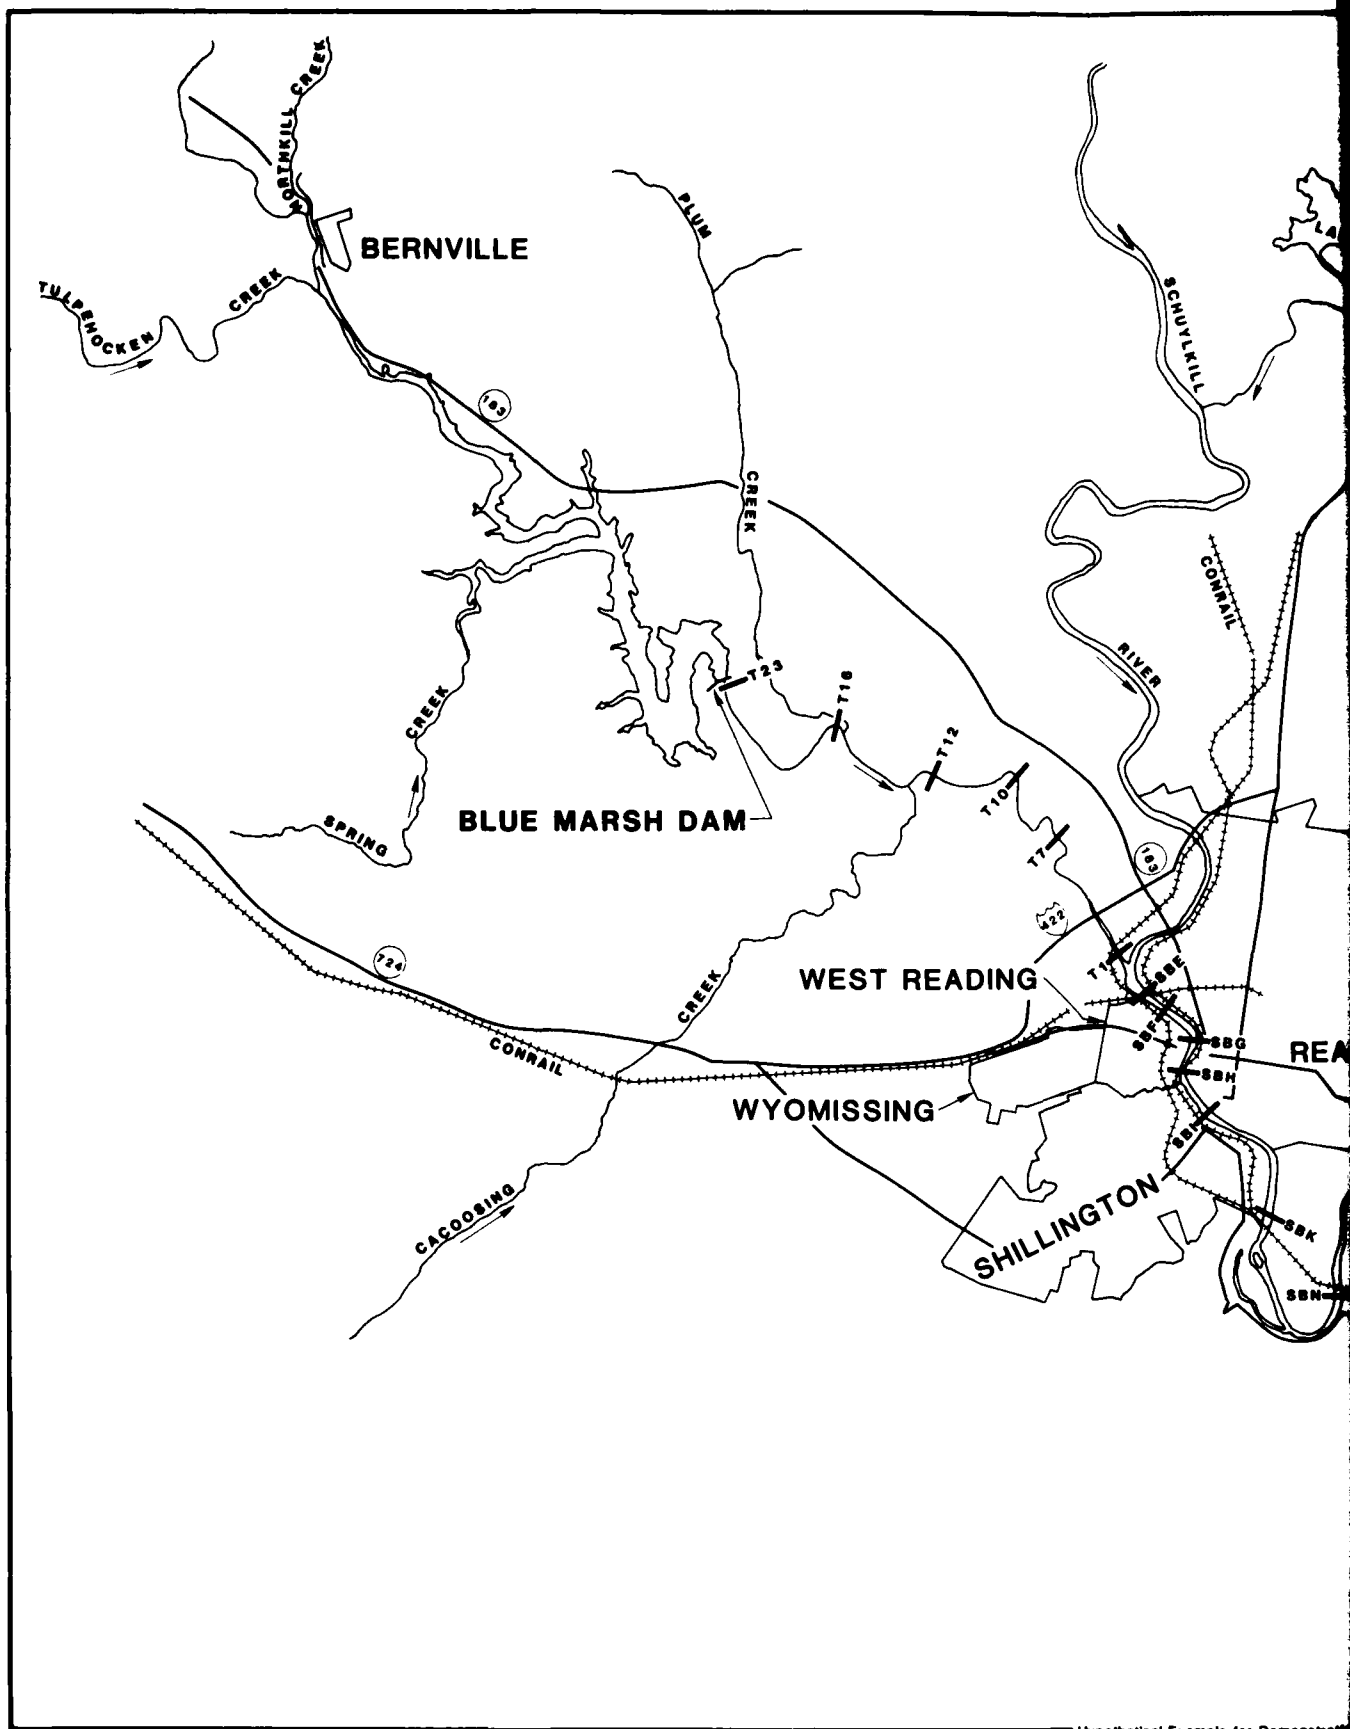 NORTHKILL CREEK
BERNVILLE
TULPEHOCKEN CREEK
PLUM CREEK
SCHUYLKILL RIVER
LA
183
CONRAIL
T23
T16
T12
T10
T7
T1
BLUE MARSH DAM
SPRING CREEK
183
422
724
WEST READING
SBE
SBF
SBG
SBH
SBI
SBK
SBN
REA
CONRAIL
CREEK
WYOMISSING
SHILLINGTON
CACOOSING